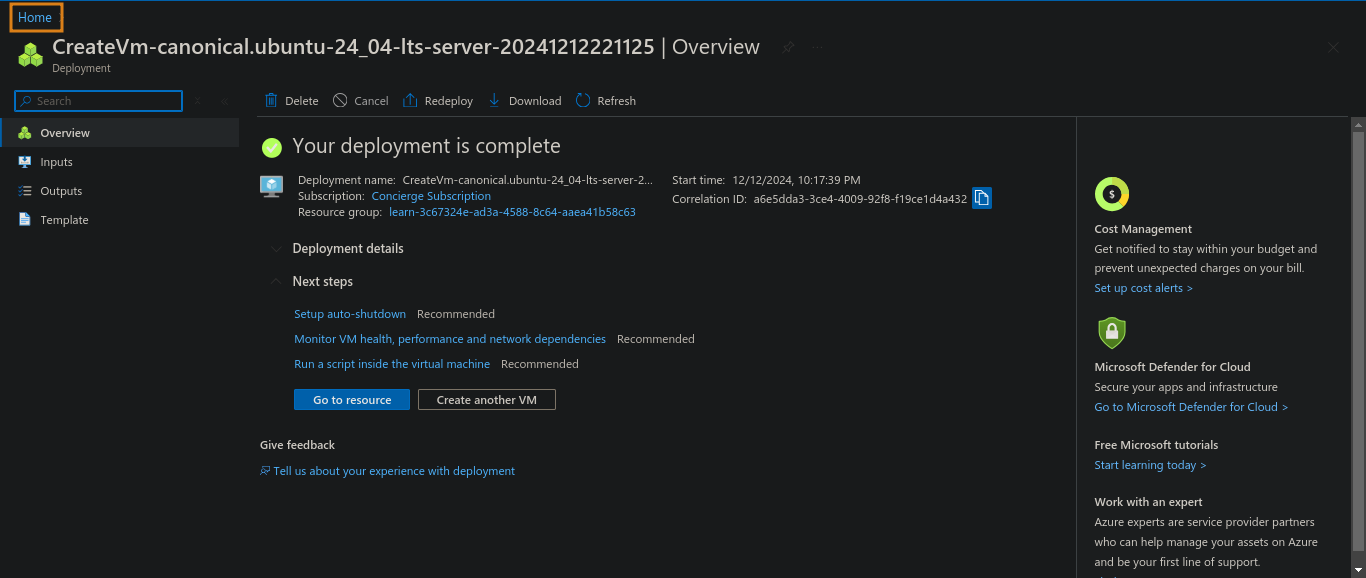 Home
CreateVm-canonical.ubuntu-24_04-lts-server-20241212221125 | Overview
Deployment
Search
Overview
Inputs
Outputs
Template
Delete
Cancel
Redeploy
Download
Refresh
Your deployment is complete
Deployment name: CreateVm-canonical.ubuntu-24_04-lts-server-2...
Subscription: Concierge Subscription
Resource group: learn-3c67324e-ad3a-4588-8c64-aaea41b58c63
Start time: 12/12/2024, 10:17:39 PM
Correlation ID: a6e5dda3-3ce4-4009-92f8-f19ce1d4a432
Deployment details
Next steps
Setup auto-shutdown Recommended
Monitor VM health, performance and network dependencies Recommended
Run a script inside the virtual machine Recommended
Go to resource
Create another VM
Give feedback
Tell us about your experience with deployment
$
Cost Management
Get notified to stay within your budget and
prevent unexpected charges on your bill.
Set up cost alerts >
Microsoft Defender for Cloud
Secure your apps and infrastructure
Go to Microsoft Defender for Cloud >
Free Microsoft tutorials
Start learning today >
Work with an expert
Azure experts are service provider partners
who can help manage your assets on Azure
and be your first line of support.